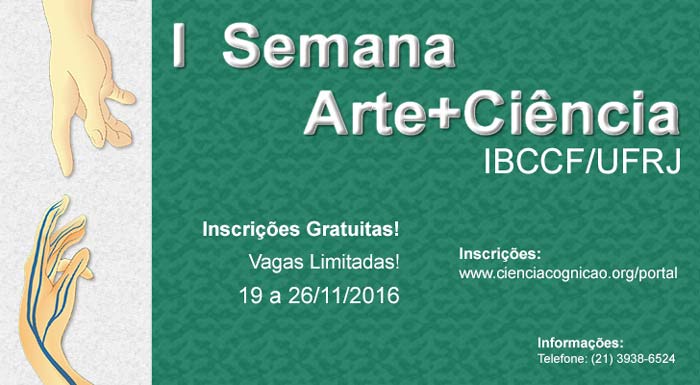 I Semana
Arte+Ciência
IBCCF/UFRJ
Inscrições Gratuitas!
Vagas Limitadas!
19 a 26/11/2016
Inscrições:
www.cienciacognicao.org/portal
Informações:
Telefone: (21) 3938-6524